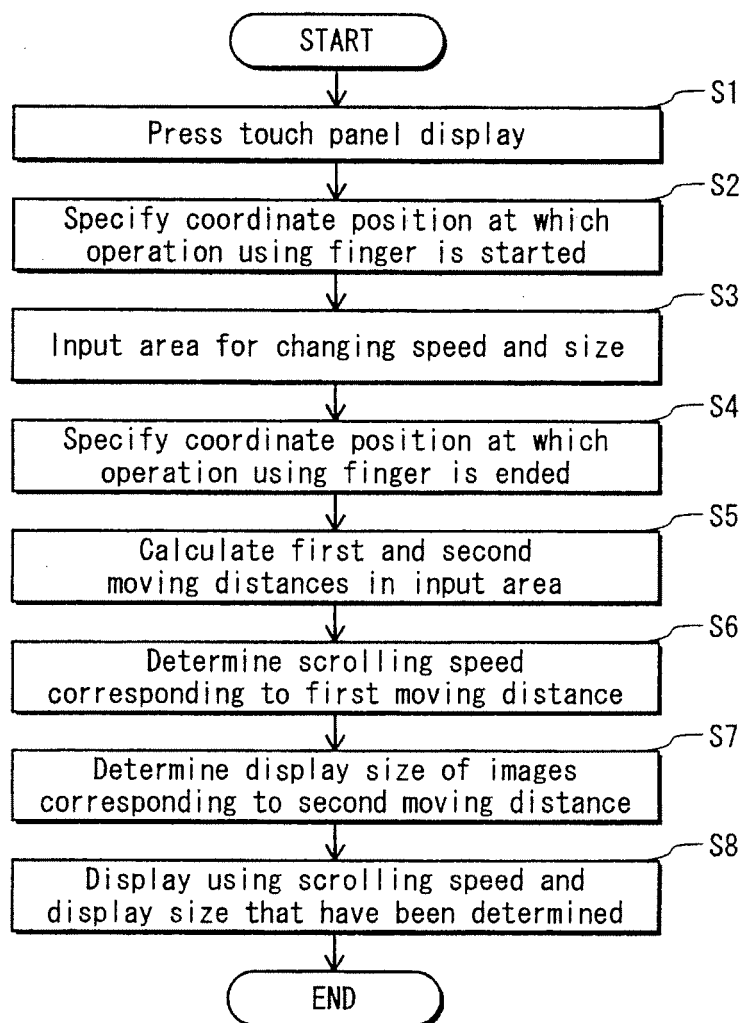 START
S1
Press touch panel display
S2
Specify coordinate position at which
operation using finger is started
S3
Input area for changing speed and size
S4
Specify coordinate position at which
operation using finger is ended
S5
Calculate first and second
moving distances in input area
S6
Determine scrolling speed
corresponding to first moving distance
S7
Determine display size of images
corresponding to second moving distance
S8
Display using scrolling speed and
display size that have been determined
END